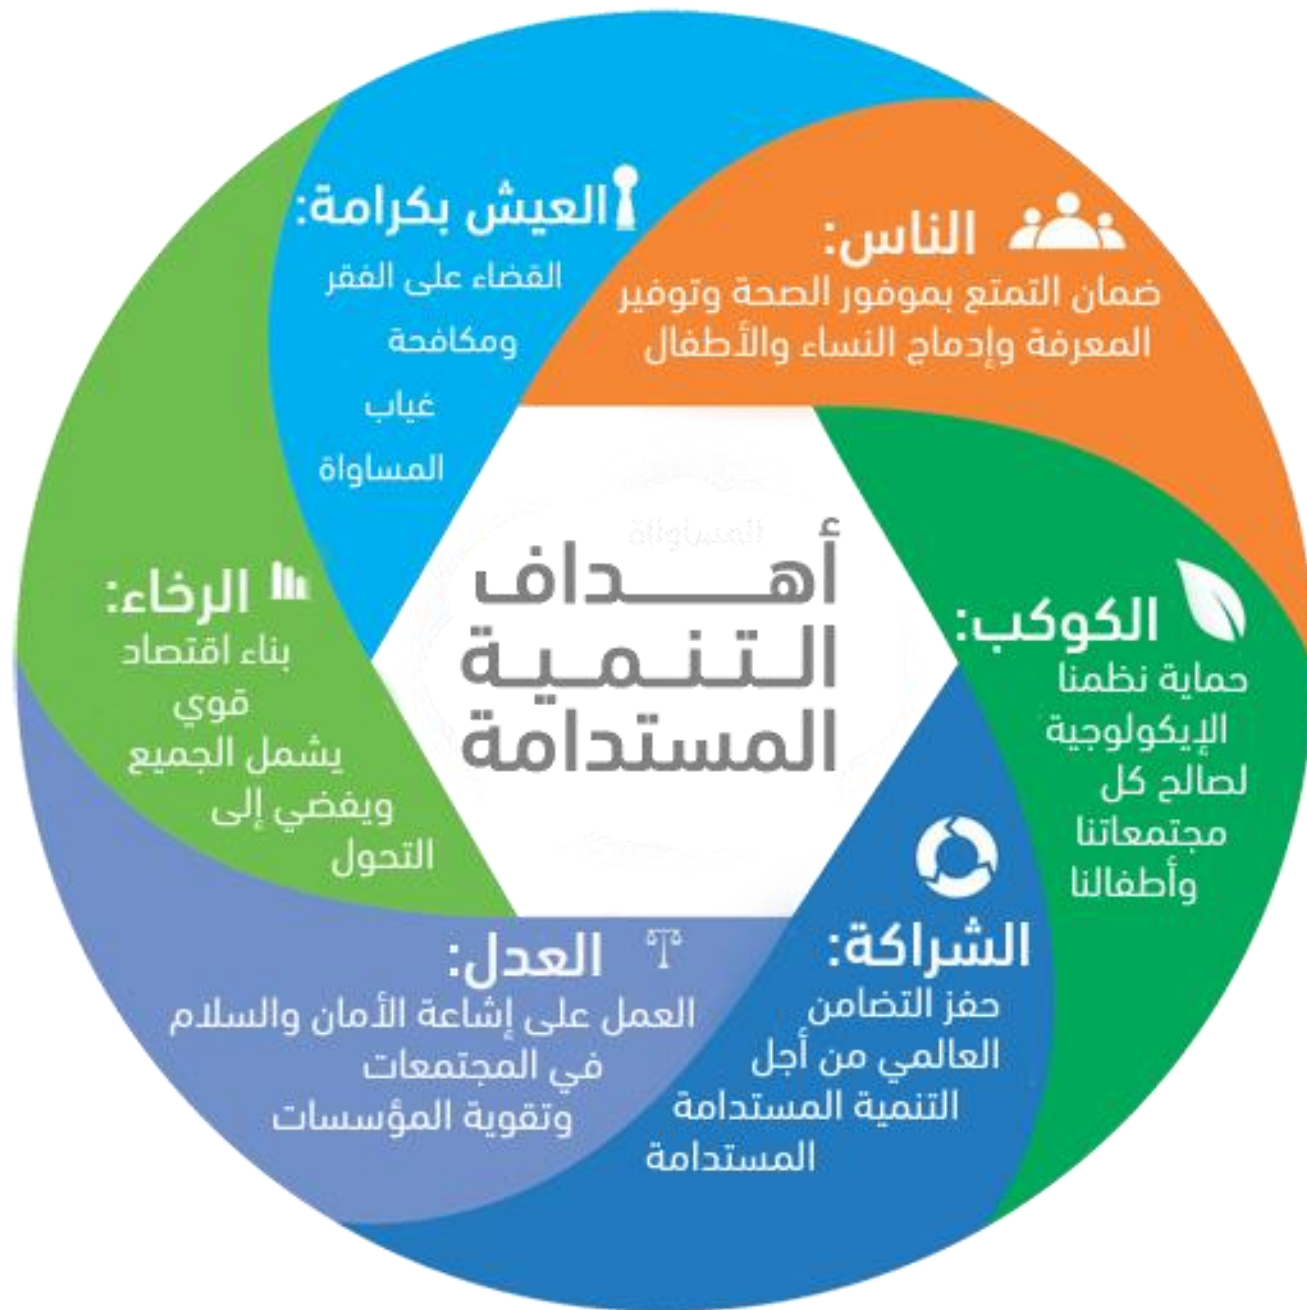 أهداف
التنمية
المستدامة
العيش بكرامة:
القضاء على الفقر
ومكافحة
غياب
المساواة
الناس:
ضمان التمتع بموفور الصحة وتوفير
المعرفة وإدماج النساء والأطفال
الكوكب:
حماية نظمنا
الإيكولوجية
لصالح كل
مجتمعاتنا
وأطفالنا
الشراكة:
حفز التضامن
العالمي من أجل
التنمية المستدامة
المستدامة
العدل:
العمل على إشاعة الأمان والسلام
في المجتمعات
وتقوية المؤسسات
الرخاء:
بناء اقتصاد
قوي
يشمل الجميع
ويفضي إلى
التحول